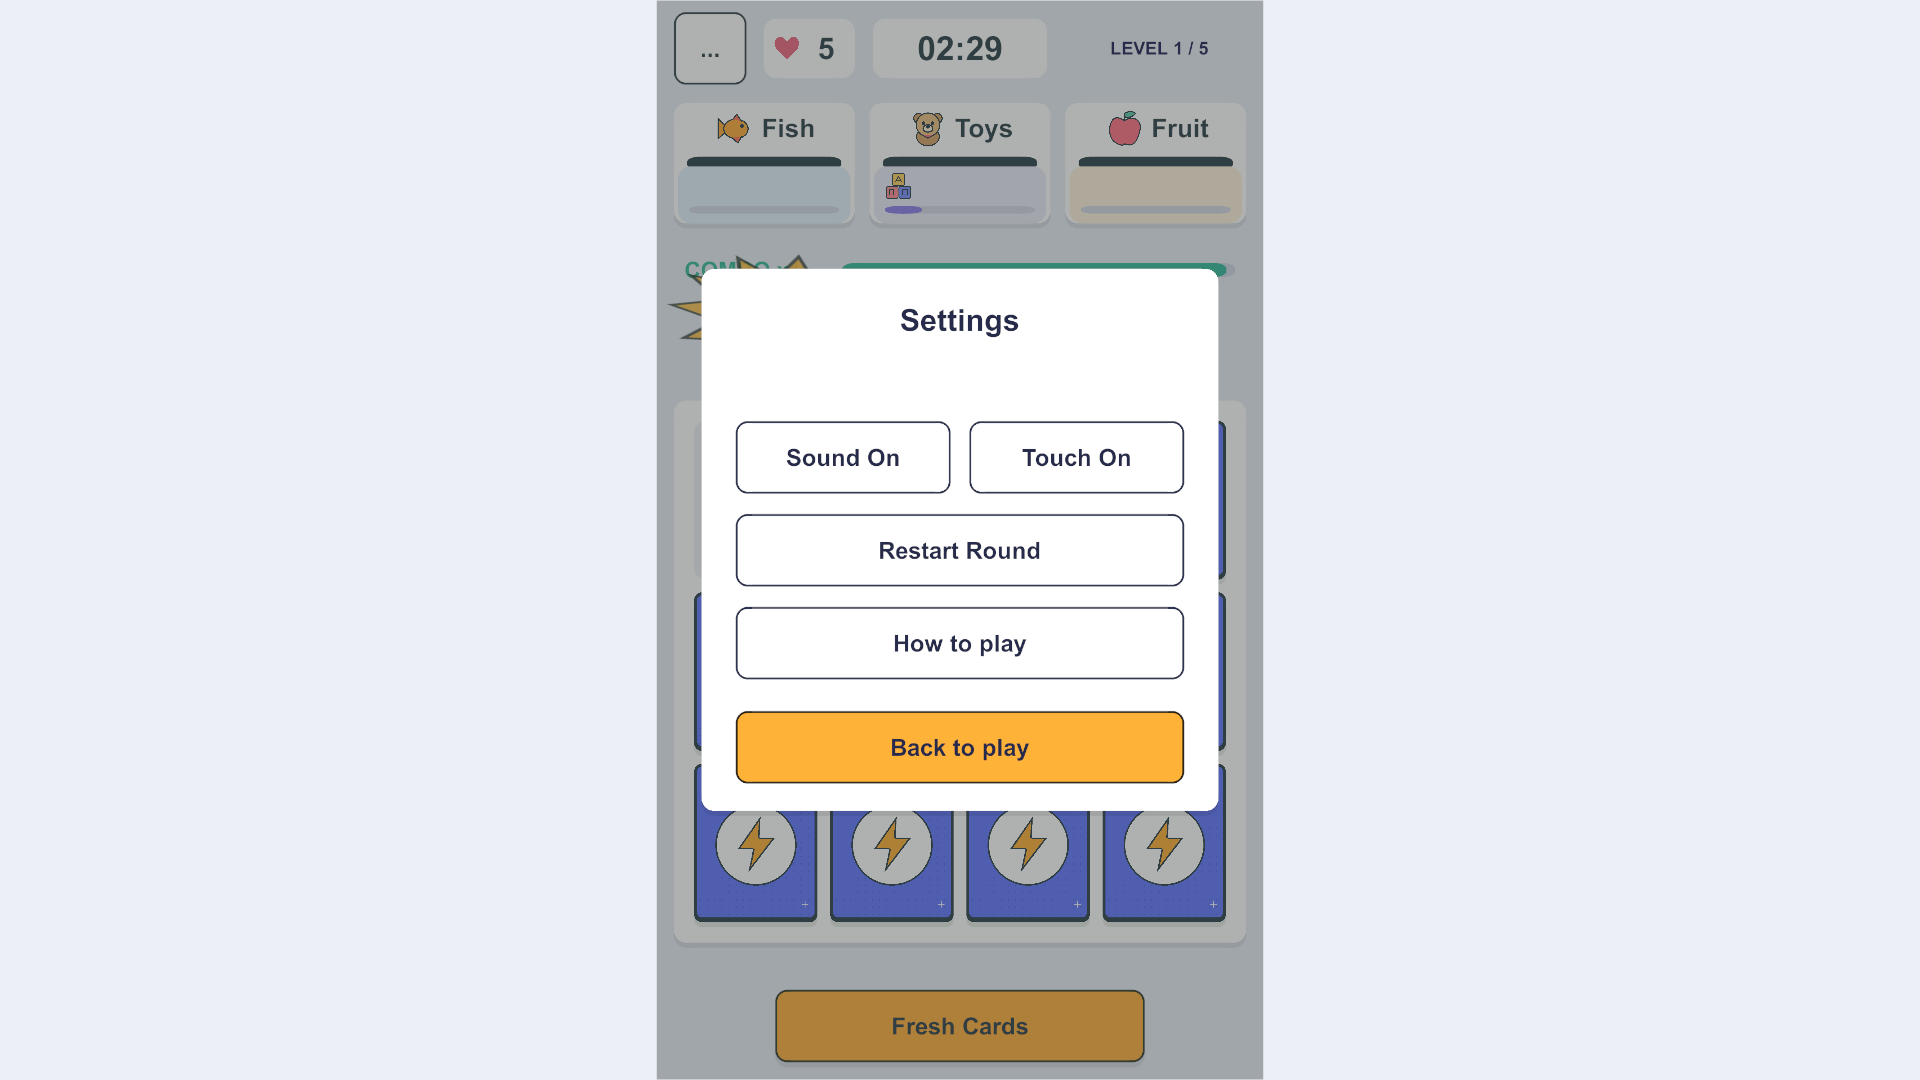 ... 5 02:29 LEVEL 1 / 5
Fish Toys Fruit
A
COMBO
Settings
Sound On Touch On
Restart Round
How to play
Back to play
Fresh Cards